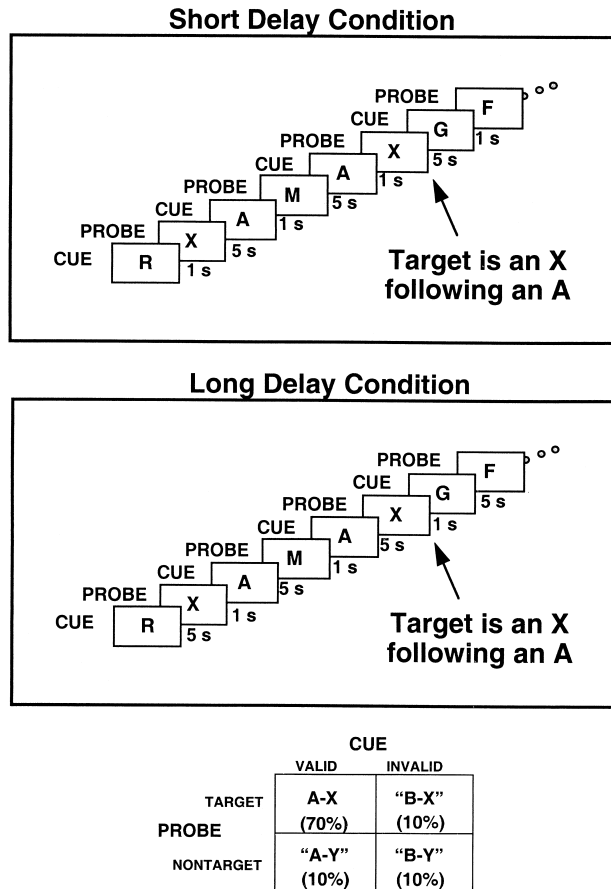 Short Delay Condition
PROBE F
CUE G 1 s
PROBE X 5 s
CUE A 1 s
PROBE M 5 s
CUE A 1 s
PROBE X 5 s
CUE R 1 s
Target is an X
following an A
Long Delay Condition
PROBE F
CUE G 5 s
PROBE X 1 s
CUE A 5 s
PROBE M 1 s
CUE A 5 s
PROBE X 1 s
CUE R 5 s
Target is an X
following an A
CUE
VALID INVALID
TARGET A-X “B-X”
(70%) (10%)
PROBE
NONTARGET “A-Y” “B-Y”
(10%) (10%)